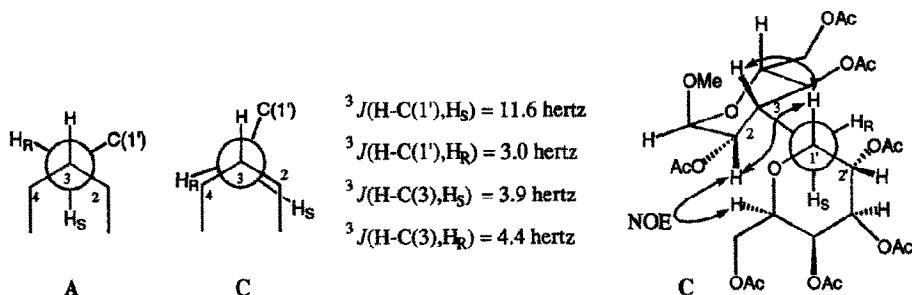 H
H_R
C(1')
3
4
2
H_S
A
C(1')
H
H_R
3
2
4
H_S
C
³J(H-C(1'),H_S) = 11.6 hertz
³J(H-C(1'),H_R) = 3.0 hertz
³J(H-C(3),H_S) = 3.9 hertz
³J(H-C(3),H_R) = 4.4 hertz
H
OAc
H
OAc
OMe
O
3
H
H
2
H_R
AcO
1'
OAc
H
O
2'
H
NOE
H
H_S
H
OAc
OAc
OAc
C